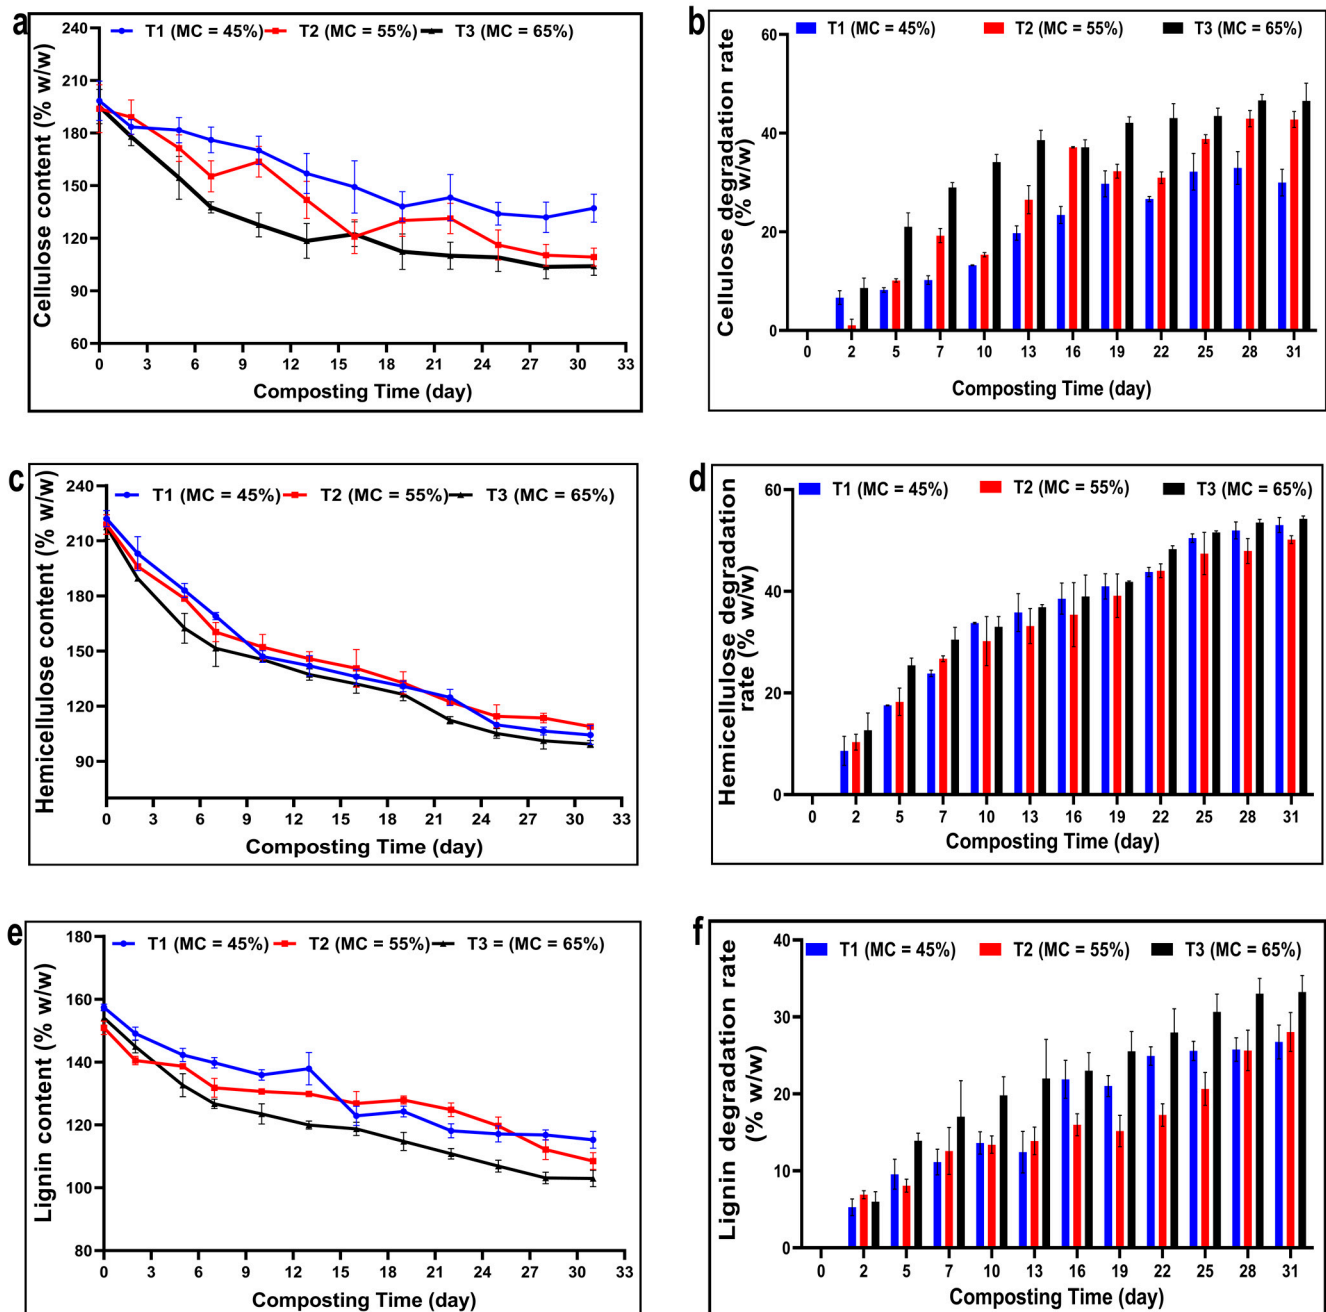 a
T1 (MC = 45%) T2 (MC = 55%) T3 (MC = 65%)
Cellulose content (% w/w)
240
210
180
150
120
90
60
0 3 6 9 12 15 18 21 24 27 30 33
Composting Time (day)
b
T1 (MC = 45%) T2 (MC = 55%) T3 (MC = 65%)
Cellulose degradation rate
(% w/w)
60
40
20
0
0 2 5 7 10 13 16 19 22 25 28 31
Composting Time (day)
c
T1 (MC = 45%) T2 (MC = 55%) T3 (MC = 65%)
Hemicellulose content (% w/w)
240
210
180
150
120
90
0 3 6 9 12 15 18 21 24 27 30 33
Composting Time (day)
d
T1 (MC = 45%) T2 (MC = 55%) T3 (MC = 65%)
Hemicellulose degradation
rate (% w/w)
60
40
20
0
0 2 5 7 10 13 16 19 22 25 28 31
Composting Time (day)
e
T1 (MC = 45%) T2 (MC = 55%) T3 = (MC = 65%)
Lignin content (% w/w)
180
160
140
120
100
80
0 3 6 9 12 15 18 21 24 27 30 33
Composting Time (day)
f
T1 (MC = 45%) T2 (MC = 55%) T3 (MC = 65%)
Lignin degradation rate
(% w/w)
40
30
20
10
0
0 2 5 7 10 13 16 19 22 25 28 31
Composting Time (day)